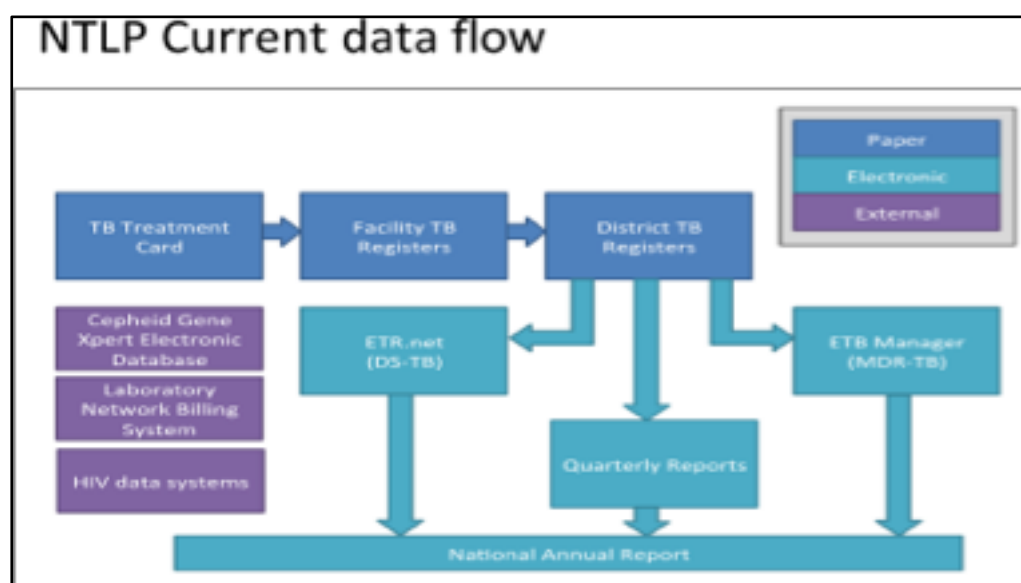 NTLP Current data flow
Paper
Electronic
External
TB Treatment
Card
Facility TB
Registers
District TB
Registers
Cepheid Gene
Xpert Electronic
Database
ETR.net
(DS-TB)
ETB Manager
(MDR-TB)
Laboratory
Network Billing
System
Quarterly Reports
HIV data systems
National Annual Report